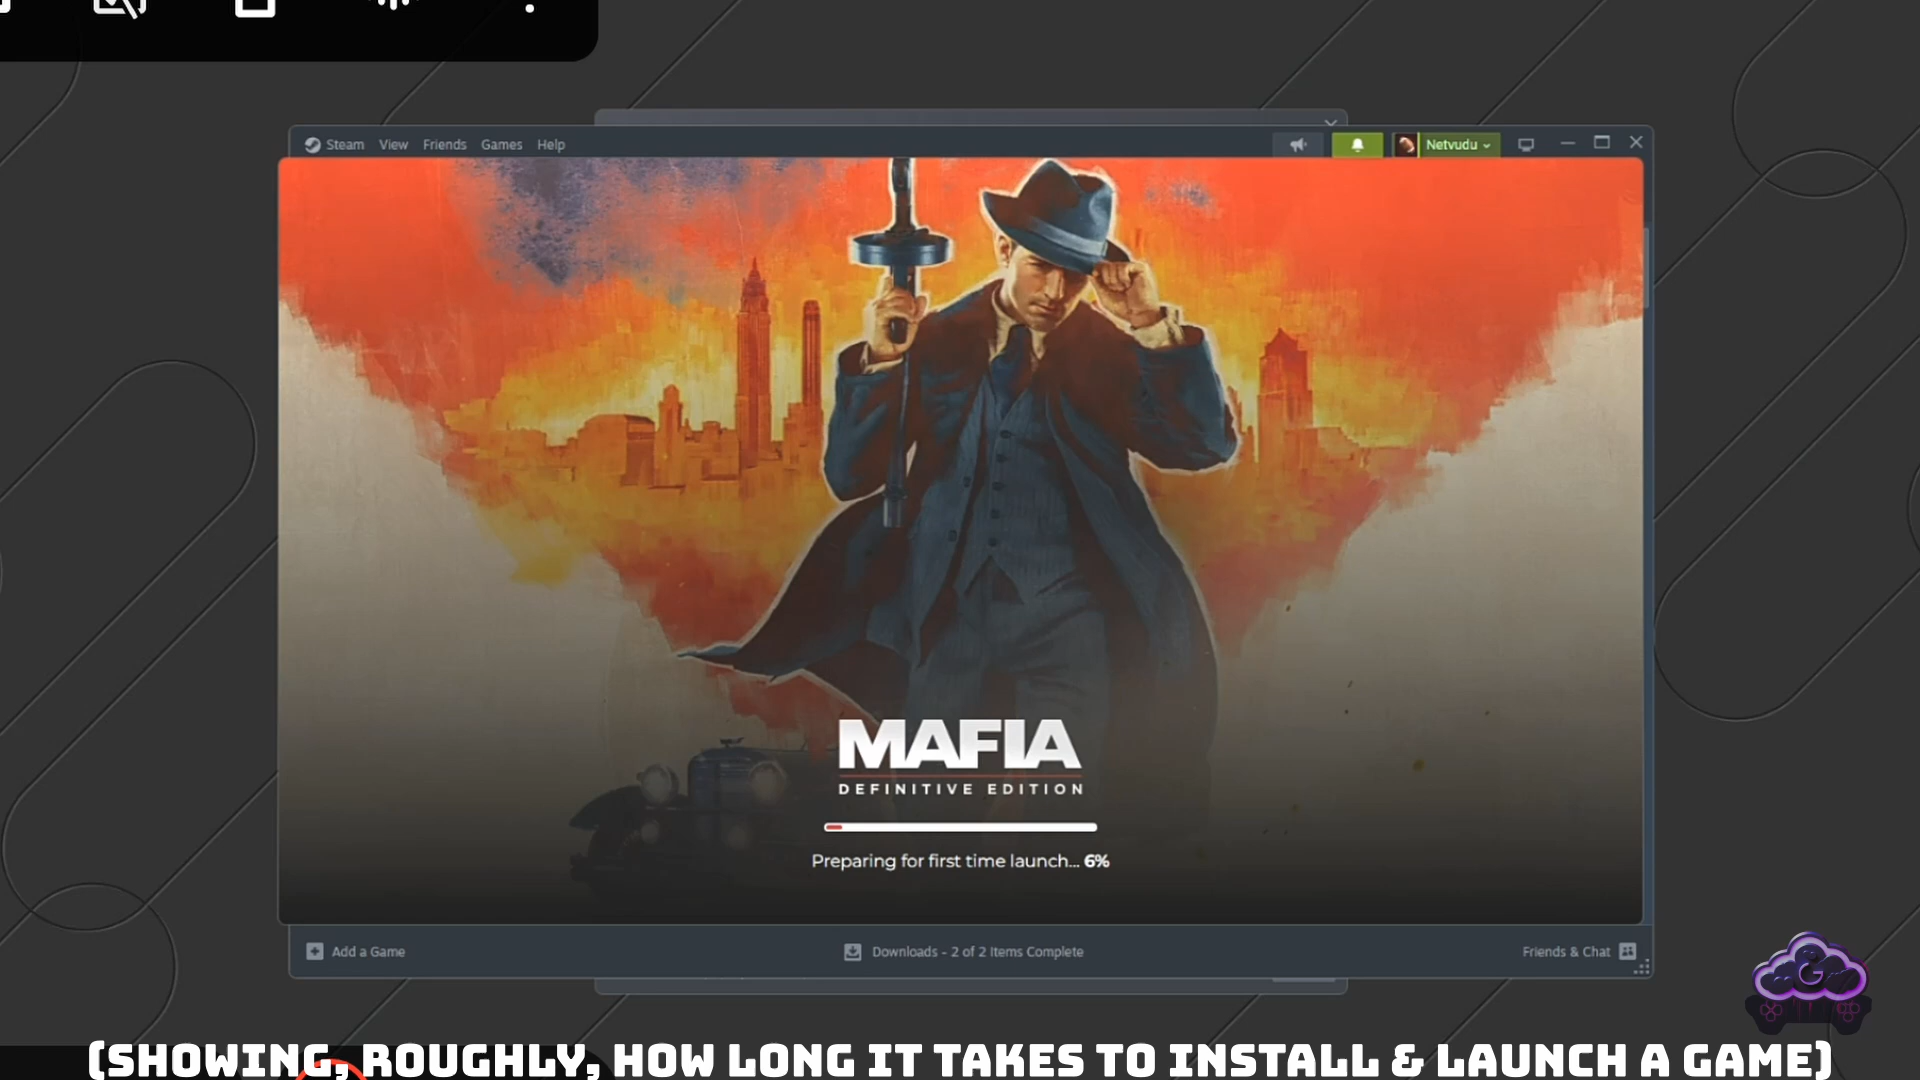 Steam View Friends Games Help
Netvudu
MAFIA
DEFINITIVE EDITION
Preparing for first time launch... 6%
Add a Game
Downloads - 2 of 2 Items Complete
Friends & Chat
G
(SHOWING, ROUGHLY, HOW LONG IT TAKES TO INSTALL & LAUNCH A GAME)